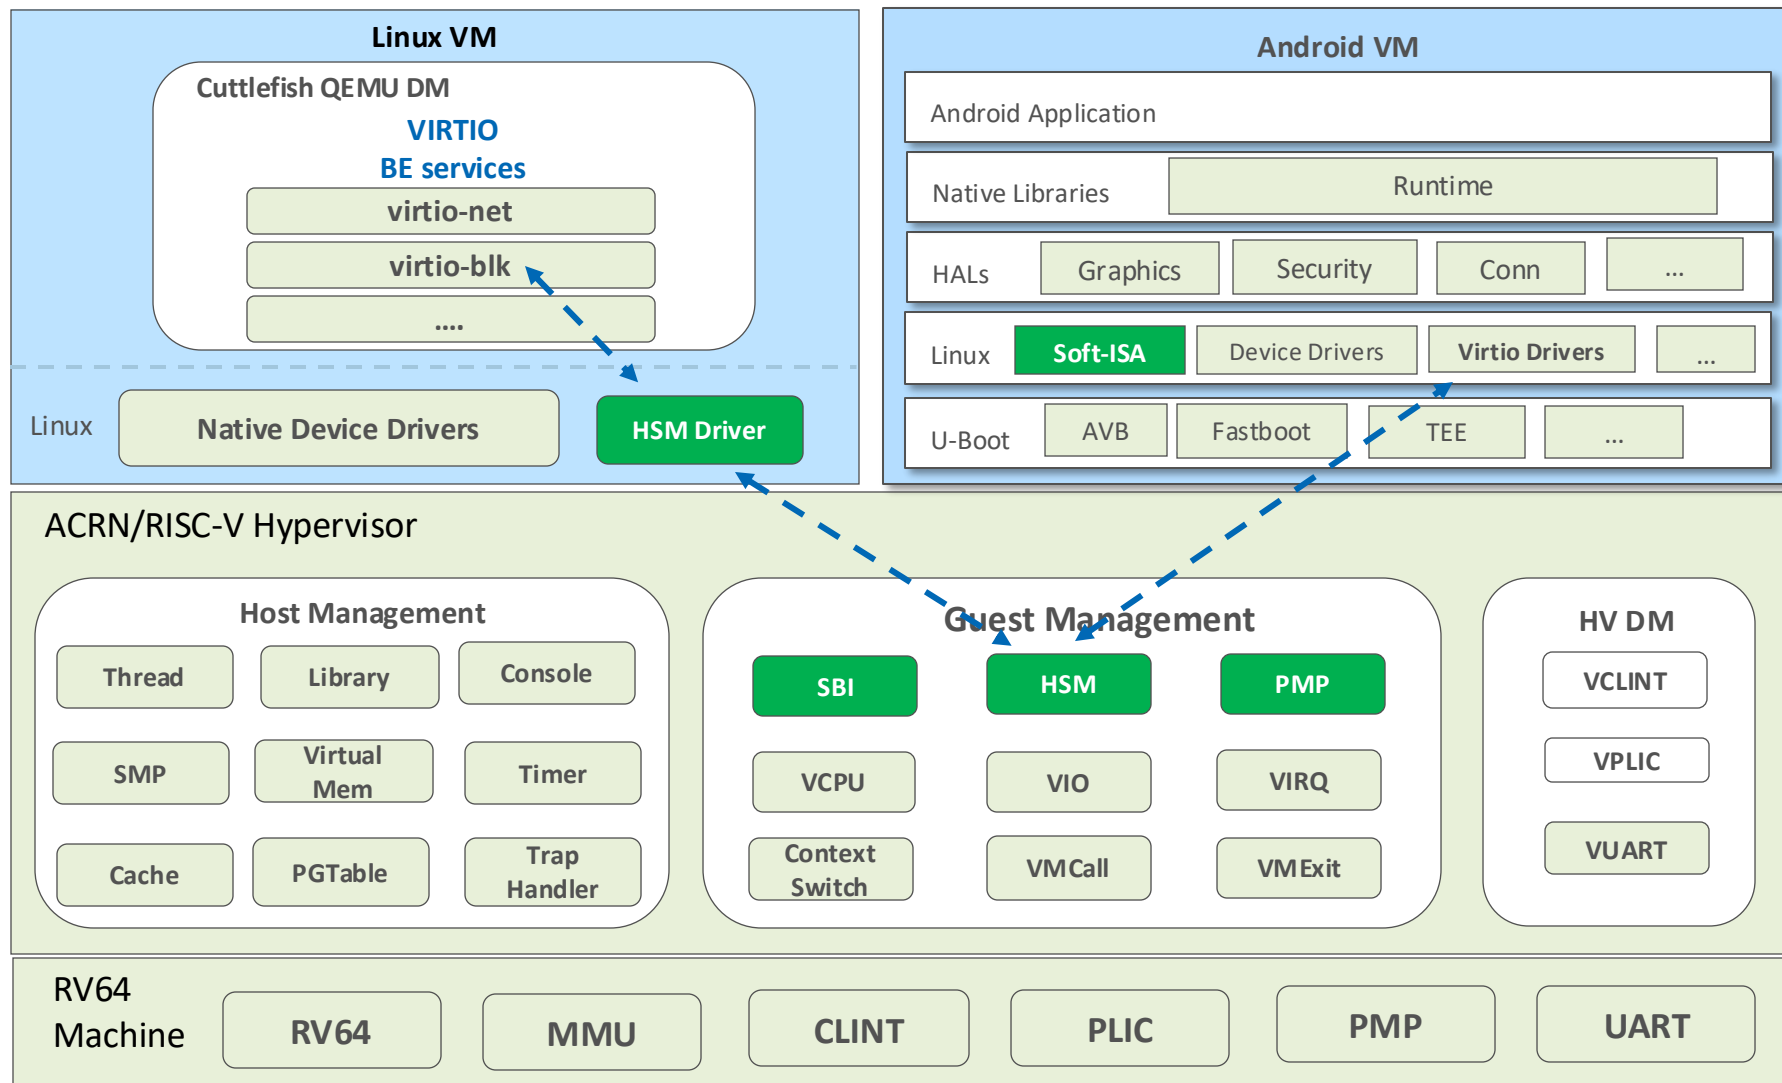 Linux VM
Cuttlefish QEMU DM
VIRTIO
BE services
virtio-net
virtio-blk
....
Linux
Native Device Drivers
HSM Driver
Android VM
Android Application
Native Libraries
Runtime
HALs
Graphics
Security
Conn
...
Linux
Soft-ISA
Device Drivers
Virtio Drivers
...
U-Boot
AVB
Fastboot
TEE
...
ACRN/RISC-V Hypervisor
Host Management
Thread
Library
Console
SMP
Virtual
Mem
Timer
Cache
PGTable
Trap
Handler
Guest Management
SBI
HSM
PMP
VCPU
VIO
VIRQ
Context
Switch
VMCall
VMExit
HV DM
VCLINT
VPLIC
VUART
RV64
Machine
RV64
MMU
CLINT
PLIC
PMP
UART